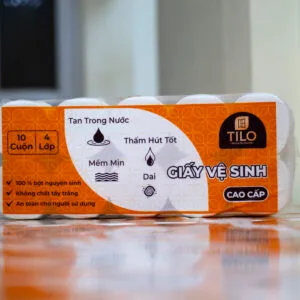 10
Cuộn
4
Lớp
Tan Trong Nước
Thấm Hút Tốt
Mềm Mịn
Dai
100% bột nguyên sinh
Không chất tẩy trắng
An toàn cho người sử dụng
TILO
GIẤY VỆ SINH
CAO CẤP